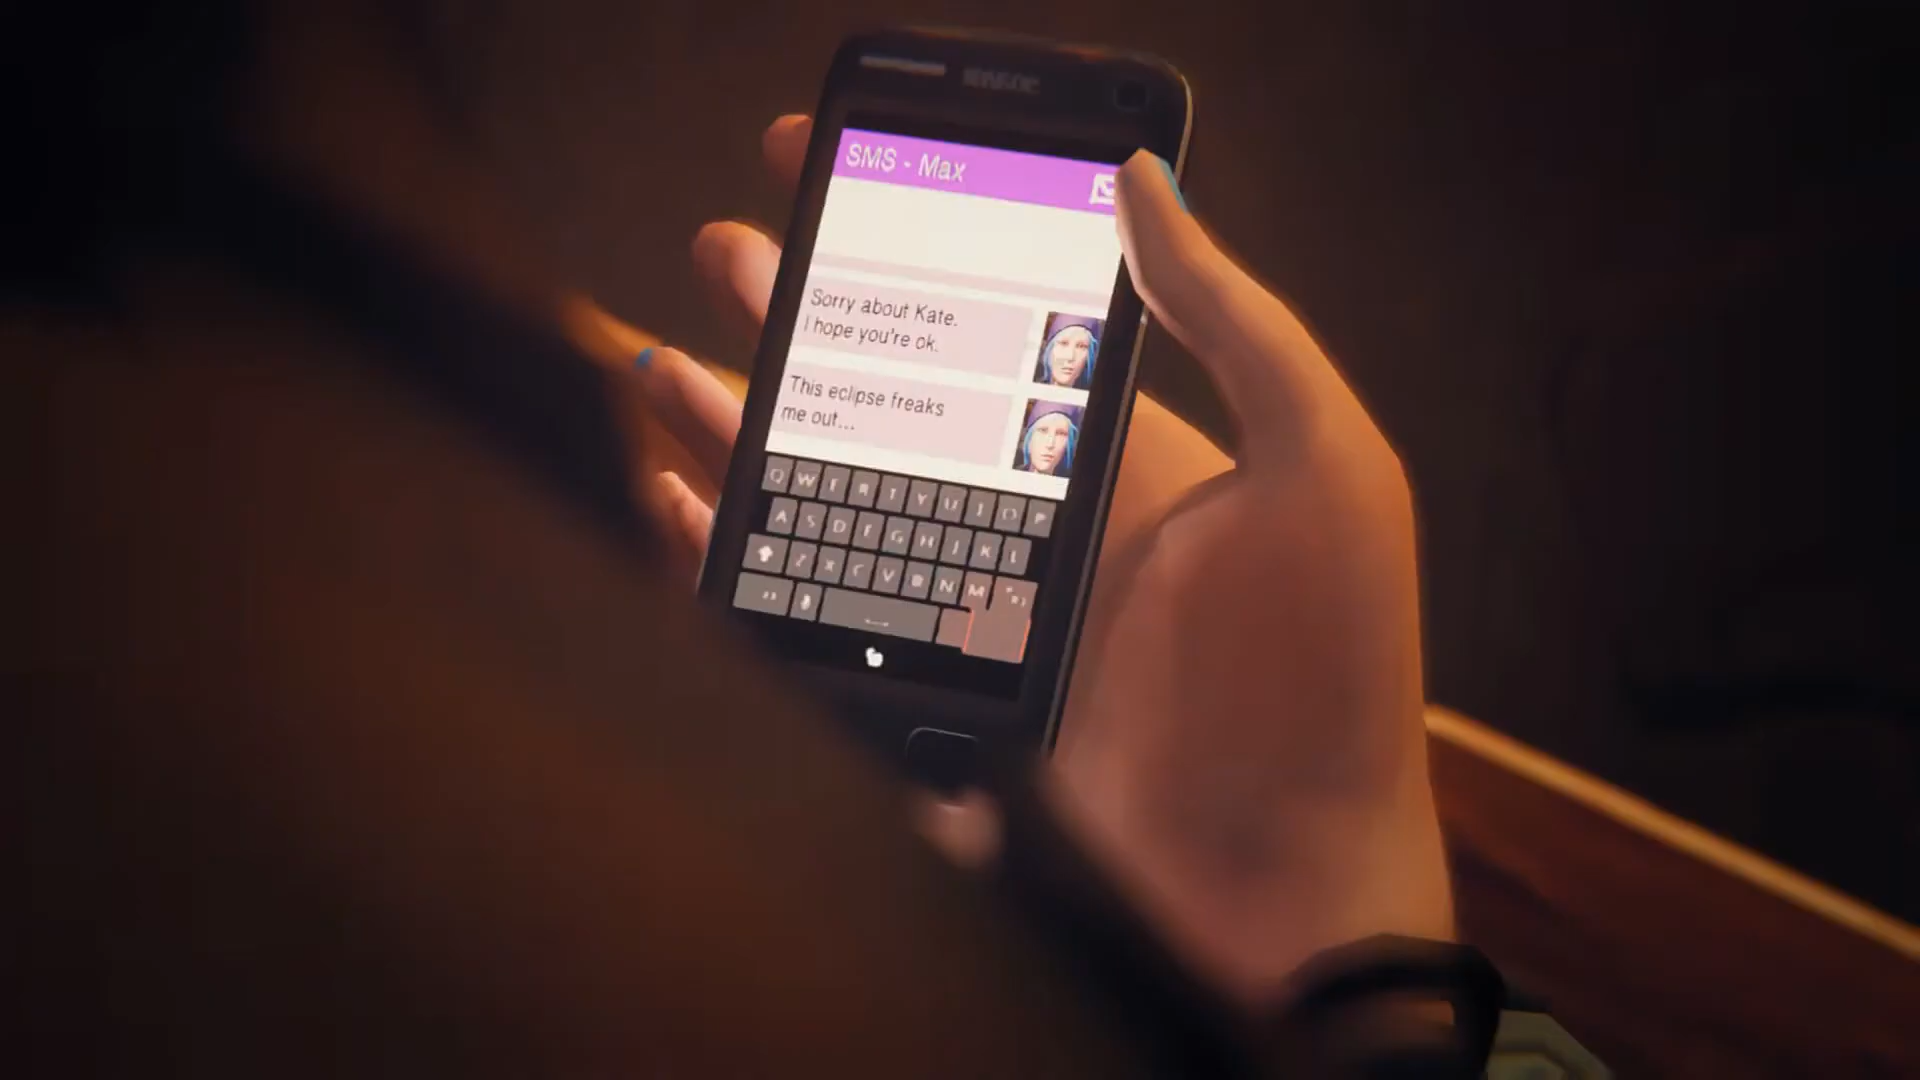 SMS - Max
Sorry about Kate.
I hope you're ok.
This eclipse freaks
me out...
Q W E R T Y U I O P
A S D F G H J K L
Z X C V B N M